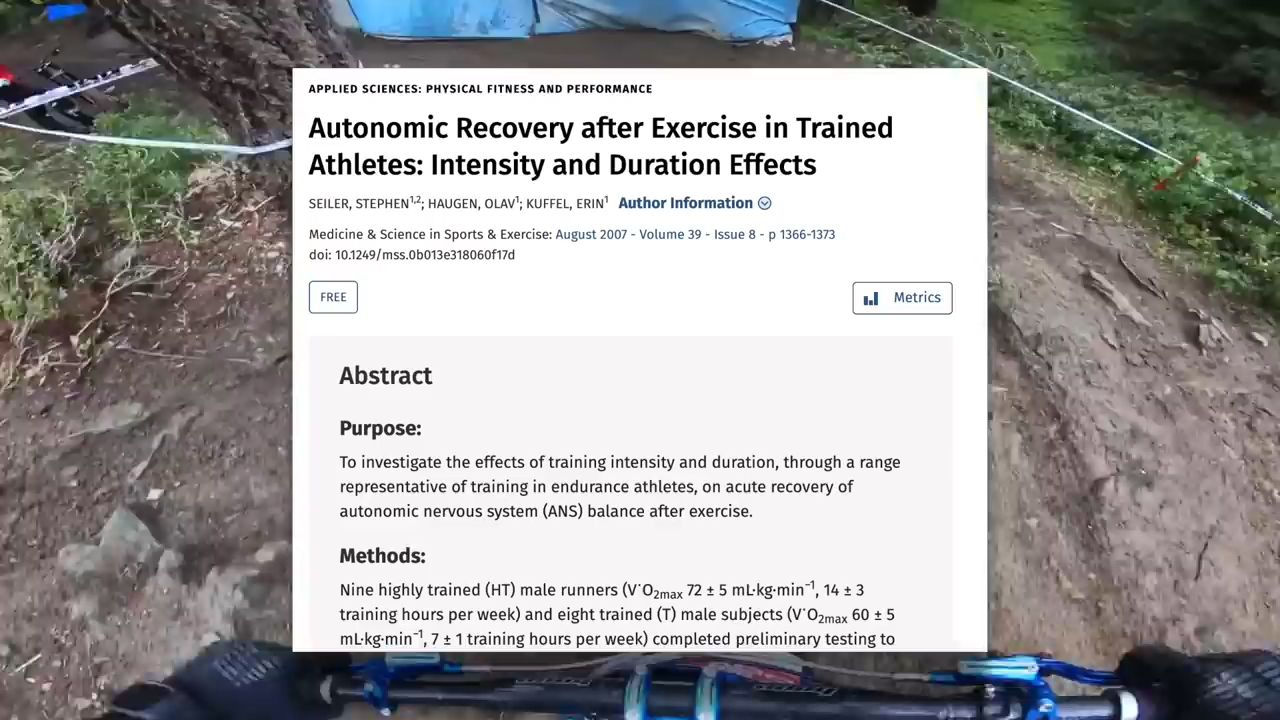 APPLIED SCIENCES: PHYSICAL FITNESS AND PERFORMANCE
Autonomic Recovery after Exercise in Trained
Athletes: Intensity and Duration Effects
SEILER, STEPHEN1,2; HAUGEN, OLAV1; KUFFEL, ERIN1 Author Information
Medicine & Science in Sports & Exercise: August 2007 - Volume 39 - Issue 8 - p 1366-1373
doi: 10.1249/mss.0b013e318060f17d
FREE
Metrics
Abstract
Purpose:
To investigate the effects of training intensity and duration, through a range
representative of training in endurance athletes, on acute recovery of
autonomic nervous system (ANS) balance after exercise.
Methods:
Nine highly trained (HT) male runners (V˙O2max 72 ± 5 mL·kg·min−1, 14 ± 3
training hours per week) and eight trained (T) male subjects (V˙O2max 60 ± 5
mL·kg·min−1, 7 ± 1 training hours per week) completed preliminary testing to